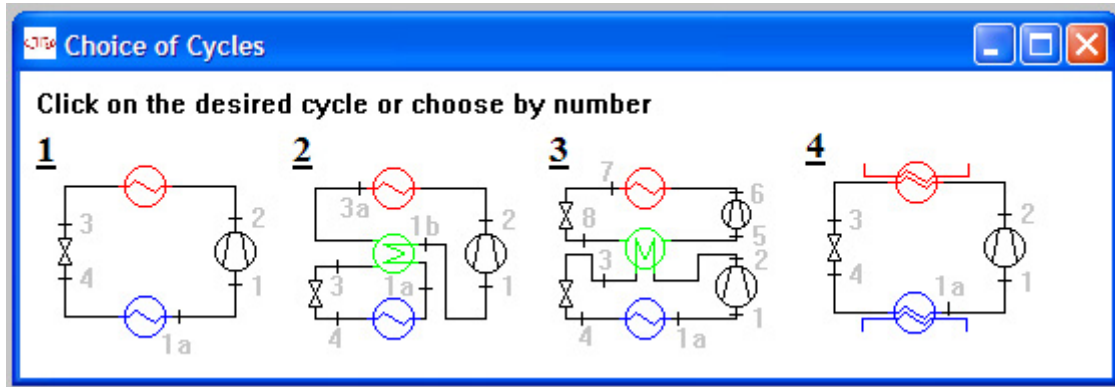 Choice of Cycles
Click on the desired cycle or choose by number
1 2 3 4
3 2 4 1 1a
3a 1b 2 3 1a 1 4
7 6 8 5 3 2 4 1a 1
3 2 4 1a 1